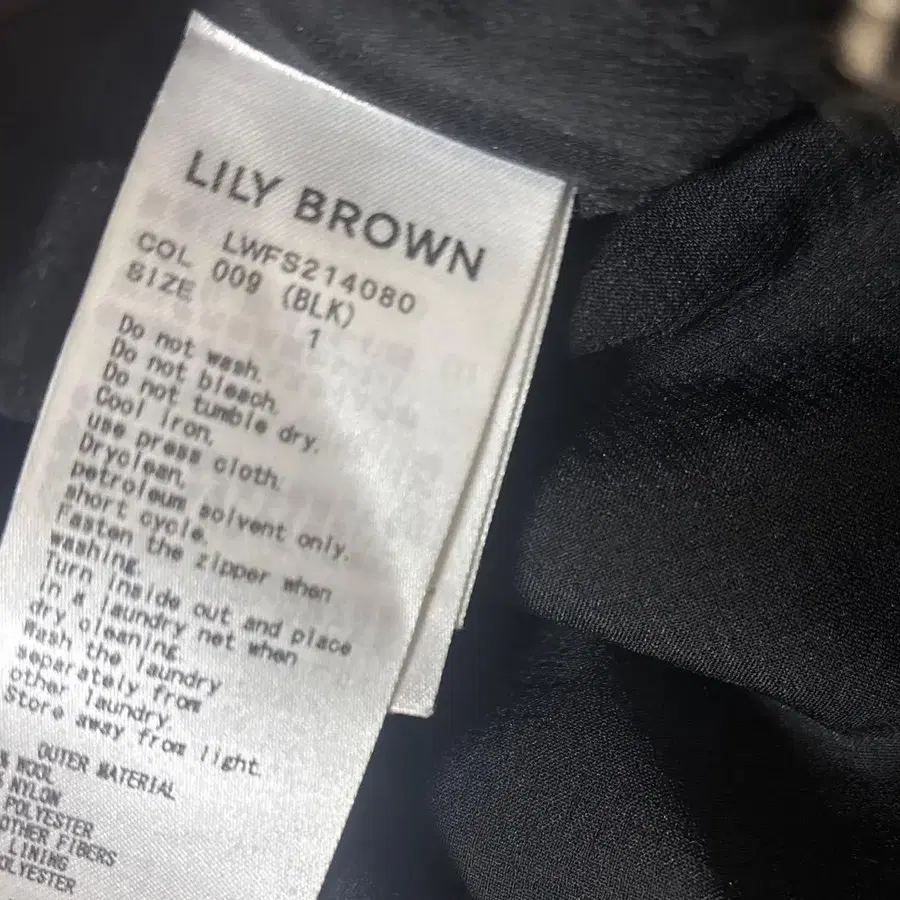 LILY BROWN
LWFS214080
COL 009 (BLK)
SIZE 1
Do not wash.
Do not bleach.
Do not tumble dry.
Cool iron.
use press cloth.
Dryclean.
petroleum solvent only.
short cycle.
Fasten the zipper when
washing.
Turn inside out and place
in a laundry net when
dry cleaning.
Wash the laundry
separately from
other laundry.
Store away from light.
OUTER MATERIAL
% WOOL
NYLON
POLYESTER
OTHER FIBERS
LINING
OLYESTER